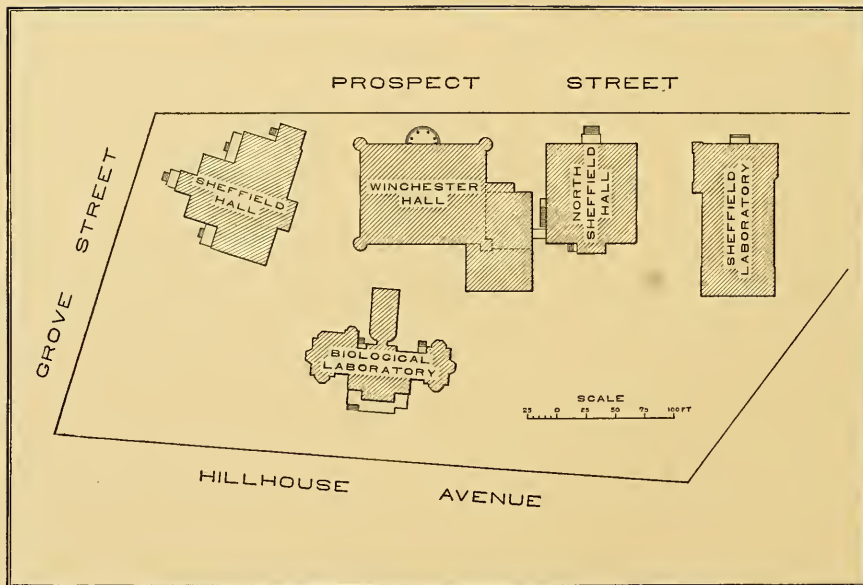 PROSPECT STREET
GROVE STREET
SHEFFIELD
HALL
WINCHESTER
HALL
NORTH
SHEFFIELD
HALL
SHEFFIELD
LABORATORY
BIOLOGICAL
LABORATORY
SCALE
25 0 25 50 75 100 FT
HILLHOUSE AVENUE